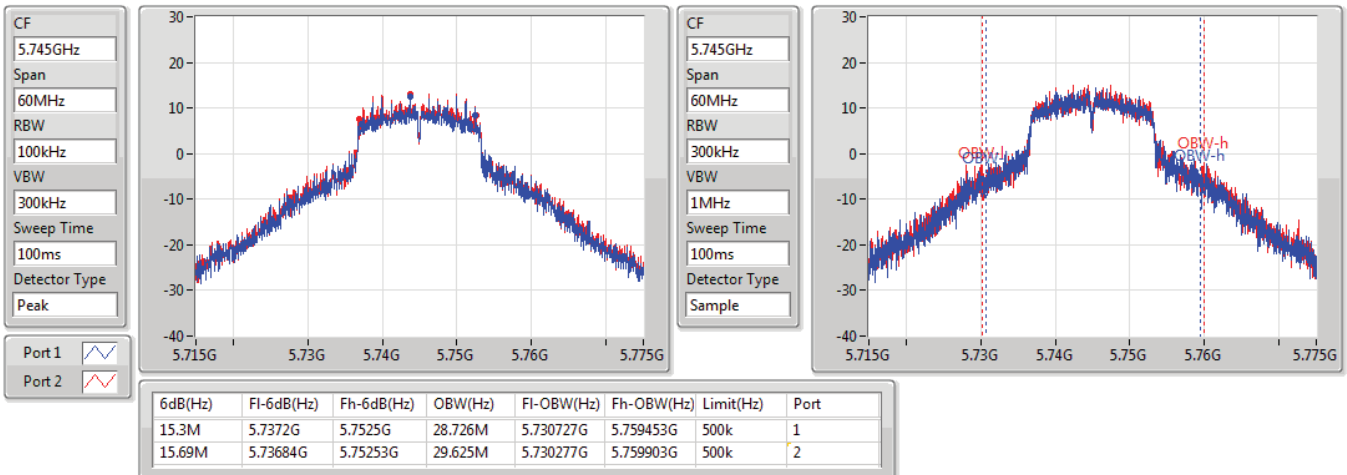 CF
5.745GHz
Span
60MHz
RBW
100kHz
VBW
300kHz
Sweep Time
100ms
Detector Type
Peak
Port 1
Port 2
30
20
10
0
-10
-20
-30
-40
5.715G 5.73G 5.74G 5.75G 5.76G 5.775G
CF
5.745GHz
Span
60MHz
RBW
300kHz
VBW
1MHz
Sweep Time
100ms
Detector Type
Sample
30
20
10
0
-10
-20
-30
-40
OBW-l
OBW-l
OBW-h
OBW-h
5.715G 5.73G 5.74G 5.75G 5.76G 5.775G
6dB(Hz) Fl-6dB(Hz) Fh-6dB(Hz) OBW(Hz) Fl-OBW(Hz) Fh-OBW(Hz) Limit(Hz) Port
15.3M 5.7372G 5.7525G 28.726M 5.730727G 5.759453G 500k 1
15.69M 5.73684G 5.75253G 29.625M 5.730277G 5.759903G 500k 2